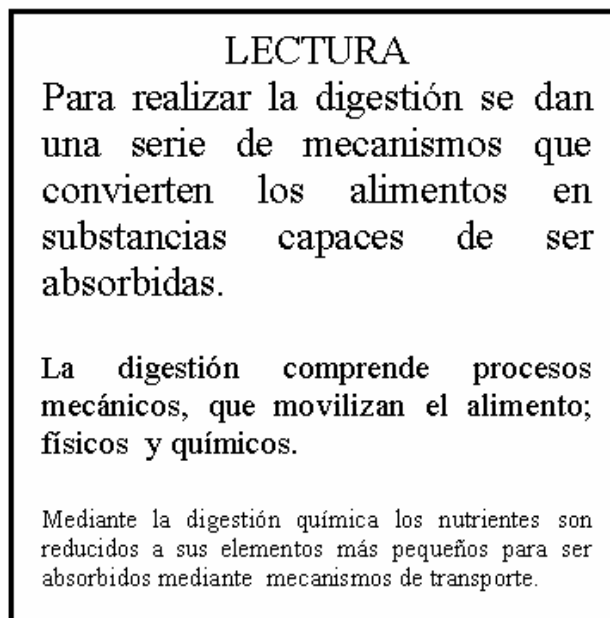 LECTURA
Para realizar la digestión se dan
una serie de mecanismos que
convierten los alimentos en
substancias capaces de ser
absorbidas.
La digestión comprende procesos
mecánicos, que movilizan el alimento;
físicos y químicos.
Mediante la digestión química los nutrientes son
reducidos a sus elementos más pequeños para ser
absorbidos mediante mecanismos de transporte.